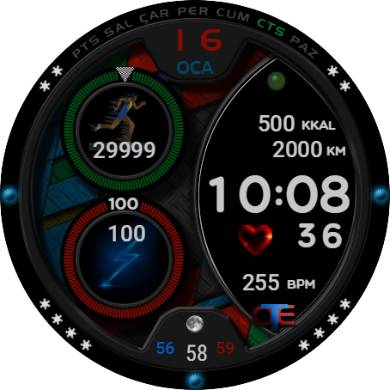 PTS SAL ÇAR PER CUM CTS PAZ
16
OCA
500 KKAL
2000 KM
29999
10:08
36
100
100
255 BPM
56 58 59